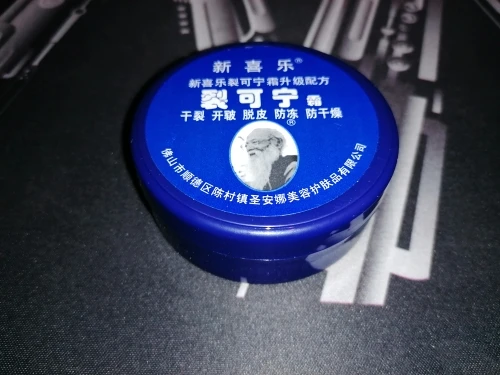 新喜乐®
新喜乐裂可宁霜升级配方
裂可宁霜
干裂 开皲 脱皮 防冻 防干燥
®
佛山市顺德区陈村镇圣安娜美容护肤品有限公司